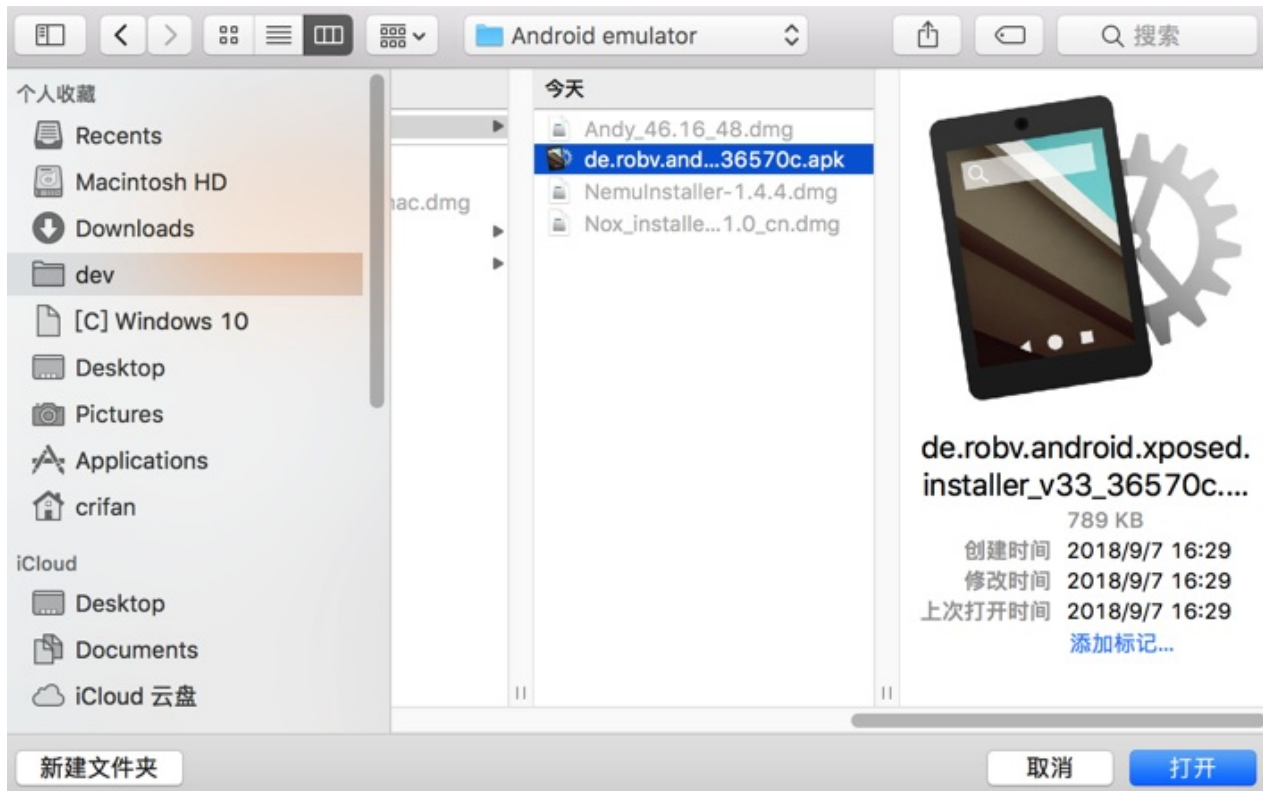 Android emulator
搜索
个人收藏
Recents
Macintosh HD
Downloads
dev
[C] Windows 10
Desktop
Pictures
Applications
crifan
iCloud
Desktop
Documents
iCloud 云盘
nac.dmg
今天
Andy_46.16_48.dmg
de.robv.and...36570c.apk
NemuInstaller-1.4.4.dmg
Nox_installe...1.0_cn.dmg
de.robv.android.xposed.
installer_v33_36570c....
789 KB
创建时间 2018/9/7 16:29
修改时间 2018/9/7 16:29
上次打开时间 2018/9/7 16:29
添加标记...
新建文件夹
取消
打开